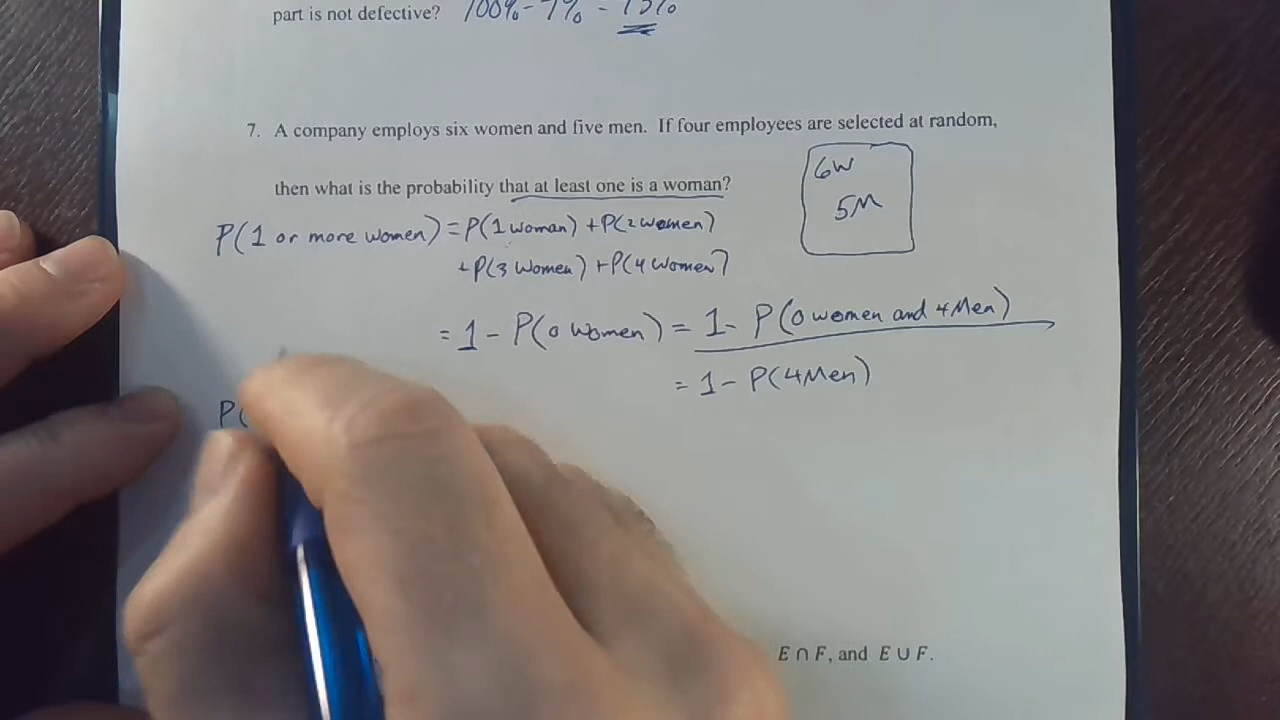 part is not defective? 100% - 7% =
7. A company employs six women and five men. If four employees are selected at random,
then what is the probability that at least one is a woman?
6W
5M
P(1 or more women) = P(1 woman) + P(2 women)
+ P(3 women) + P(4 women)
= 1 - P(0 women) = 1 - P(0 women and 4 Men)
= 1 - P(4 Men)
P(
E ∩ F, and E ∪ F.